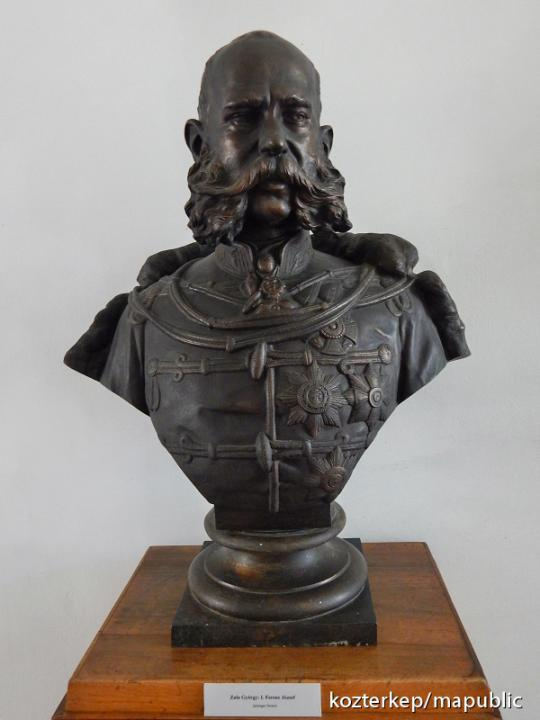 Zala György: I. Ferenc József
kozterkep/mapublic